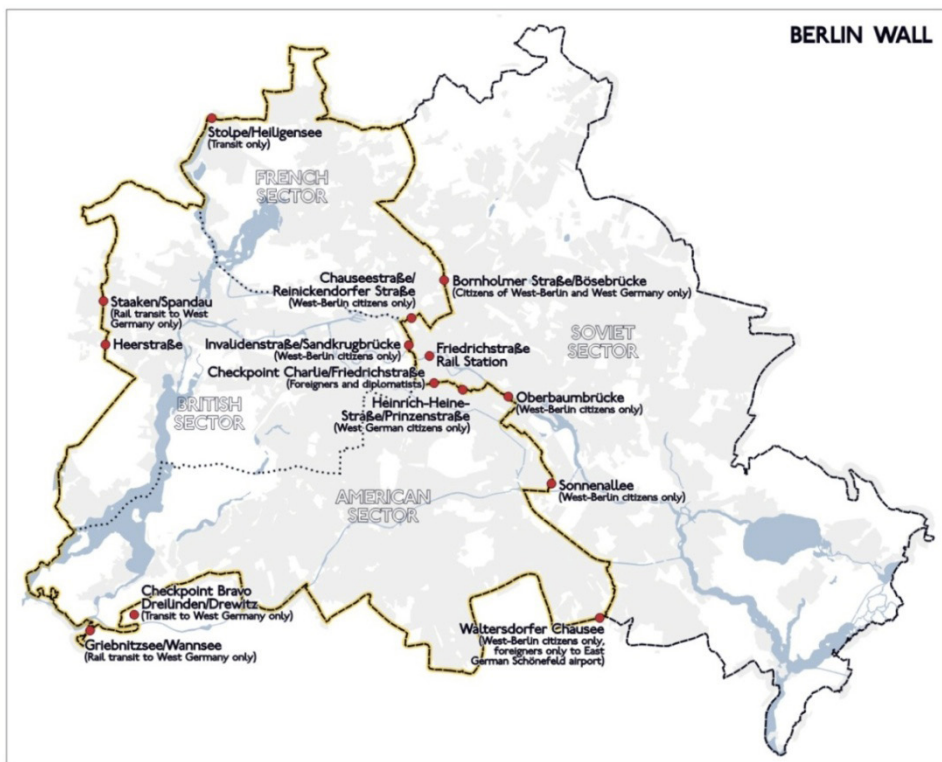 BERLIN WALL
Stolpe/Heiligensee
(Transit only)
FRENCH
SECTOR
Chauseestraße/
Reinickendorfer Straße
(West-Berlin citizens
only)
Bornholmer Straße/Bösebrücke
(Citizens of West-Berlin and West Germany only)
Staaken/Spandau
(Rail transit to West
Germany only)
Heerstraße
Invalidenstraße/Sandkrugbrücke
(West-Berlin citizens only)
Friedrichstraße
Rail Station
SOVIET
SECTOR
Checkpoint Charlie/Friedrichstraße
(Foreigners and diplomatists)
Heinrich-Heine-
Straße/Prinzenstraße
(West German citizens
only)
Oberbaumbrücke
(West-Berlin citizens only)
BRITISH
SECTOR
AMERICAN
SECTOR
Sonnenallee
(West-Berlin citizens only)
Checkpoint Bravo
Dreilinden/Drewitz
(Transit to West Germany only)
Griebnitzsee/Wannsee
(Rail transit to West Germany only)
Waltersdorfer Chausee
(West-Berlin citizens only,
foreigners only to East
German Schönefeld airport)